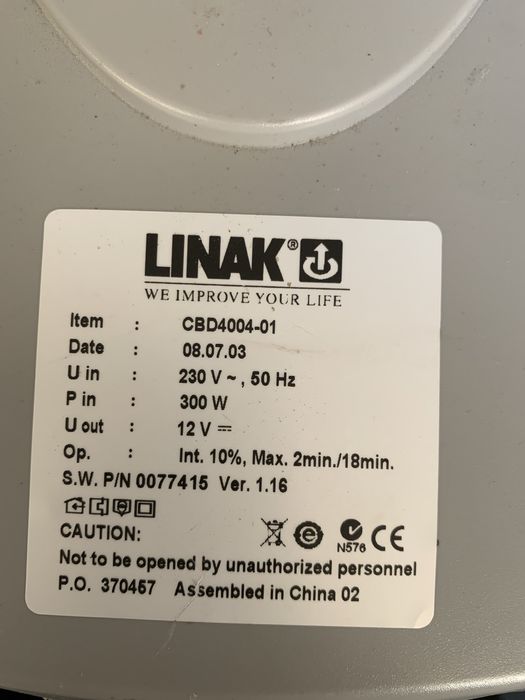 LINAK®
WE IMPROVE YOUR LIFE
Item : CBD4004-01
Date : 08.07.03
U in : 230 V ~ , 50 Hz
P in : 300 W
U out : 12 V ⎓
Op. : Int. 10%, Max. 2min./18min.
S.W. P/N 0077415 Ver. 1.16
CAUTION:
N576 CE
Not to be opened by unauthorized personnel
P.O. 370457 Assembled in China 02